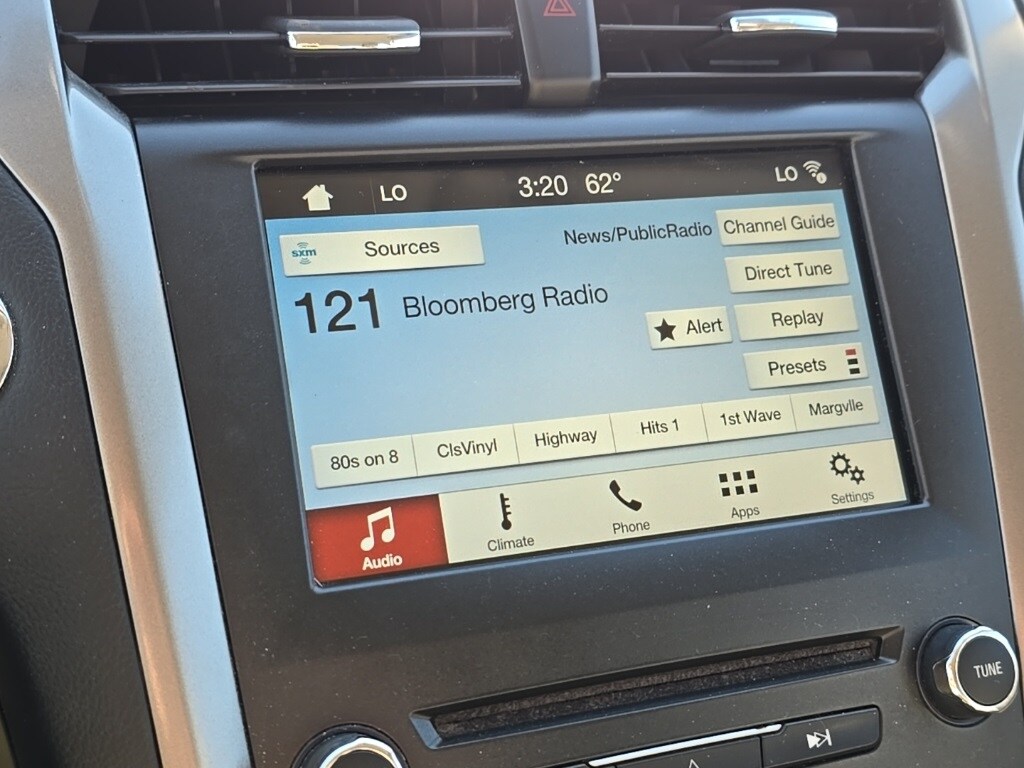 LO 3:20 62° LO
sxm Sources
News/PublicRadio
Channel Guide
121 Bloomberg Radio
Direct Tune
Alert
Replay
Presets
80s on 8 ClsVinyl Highway Hits 1 1st Wave Margvlle
Audio Climate Phone Apps Settings
TUNE